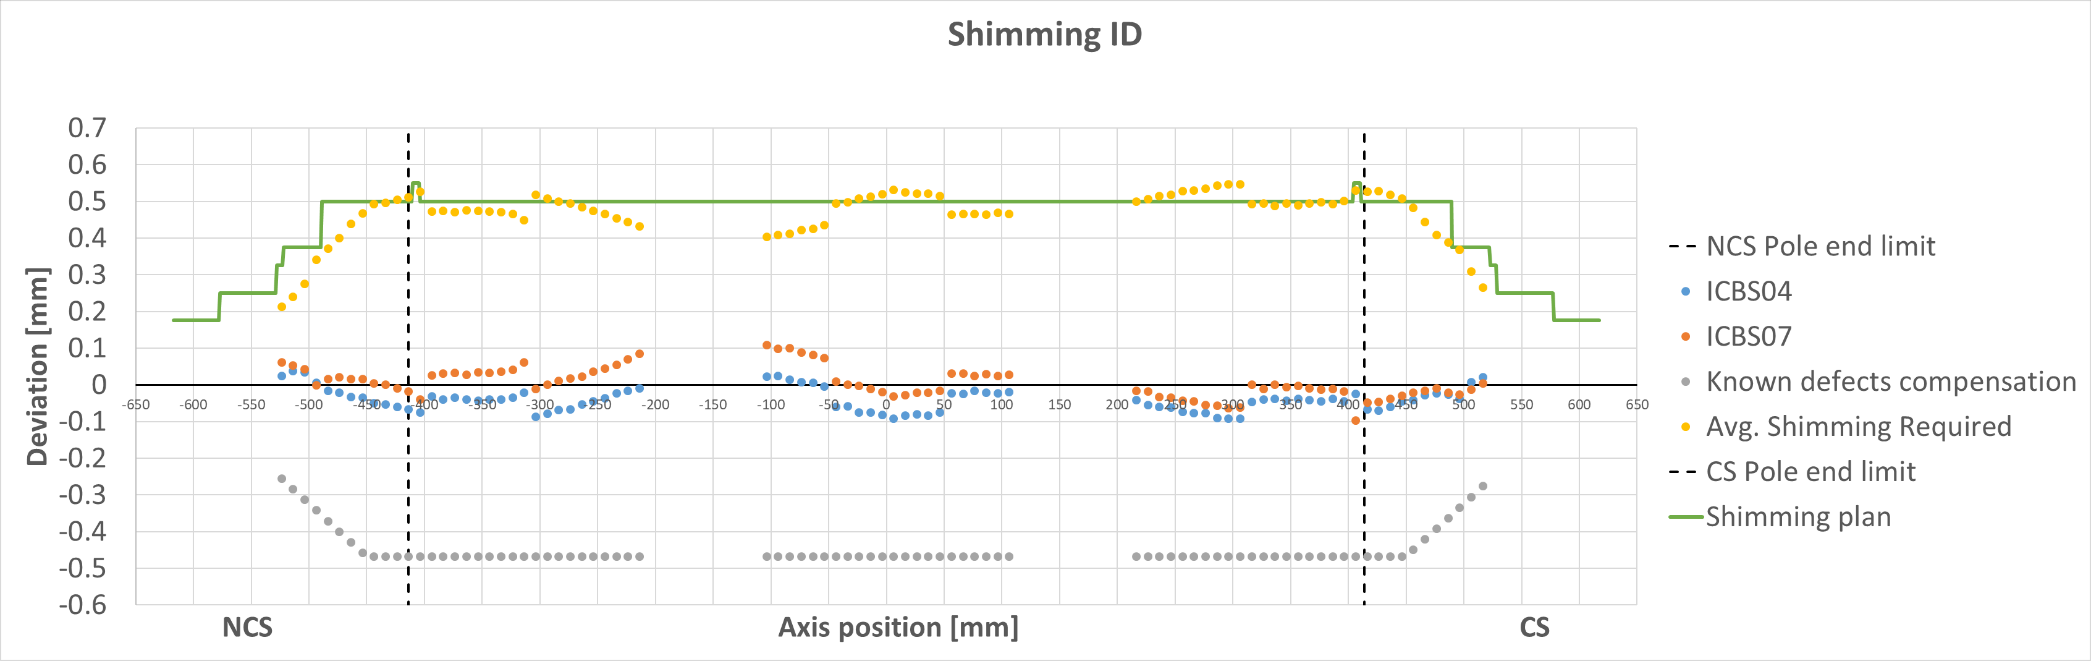 Shimming ID
0.7
0.6
0.5
0.4
0.3
0.2
0.1
0
-0.1
-0.2
-0.3
-0.4
-0.5
-0.6
Deviation [mm]
-650 -600 -550 -500 -450 -400 -350 -300 -250 -200 -150 -100 -50 0 50 100 150 200 250 300 350 400 450 500 550 600 650
NCS Axis position [mm] CS
NCS Pole end limit
ICBS04
ICBS07
Known defects compensation
Avg. Shimming Required
CS Pole end limit
Shimming plan